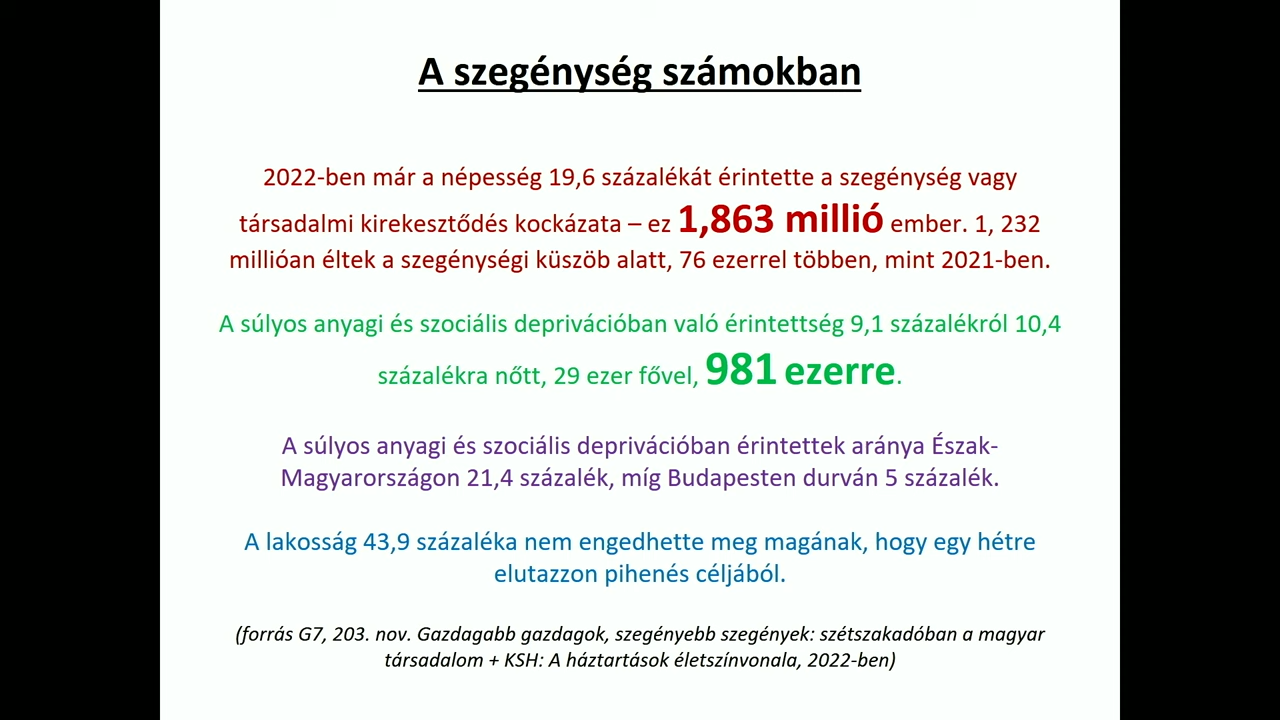 A szegénység számokban
2022-ben már a népesség 19,6 százalékát érintette a szegénység vagy
társadalmi kirekesztődés kockázata – ez 1,863 millió ember. 1, 232
millióan éltek a szegénységi küszöb alatt, 76 ezerrel többen, mint 2021-ben.
A súlyos anyagi és szociális deprivációban való érintettség 9,1 százalékról 10,4
százalékra nőtt, 29 ezer fővel, 981 ezerre.
A súlyos anyagi és szociális deprivációban érintettek aránya Észak-
Magyarországon 21,4 százalék, míg Budapesten durván 5 százalék.
A lakosság 43,9 százaléka nem engedhette meg magának, hogy egy hétre
elutazzon pihenés céljából.
(forrás G7, 203. nov. Gazdagabb gazdagok, szegényebb szegények: szétszakadóban a magyar
társadalom + KSH: A háztartások életszínvonala, 2022-ben)